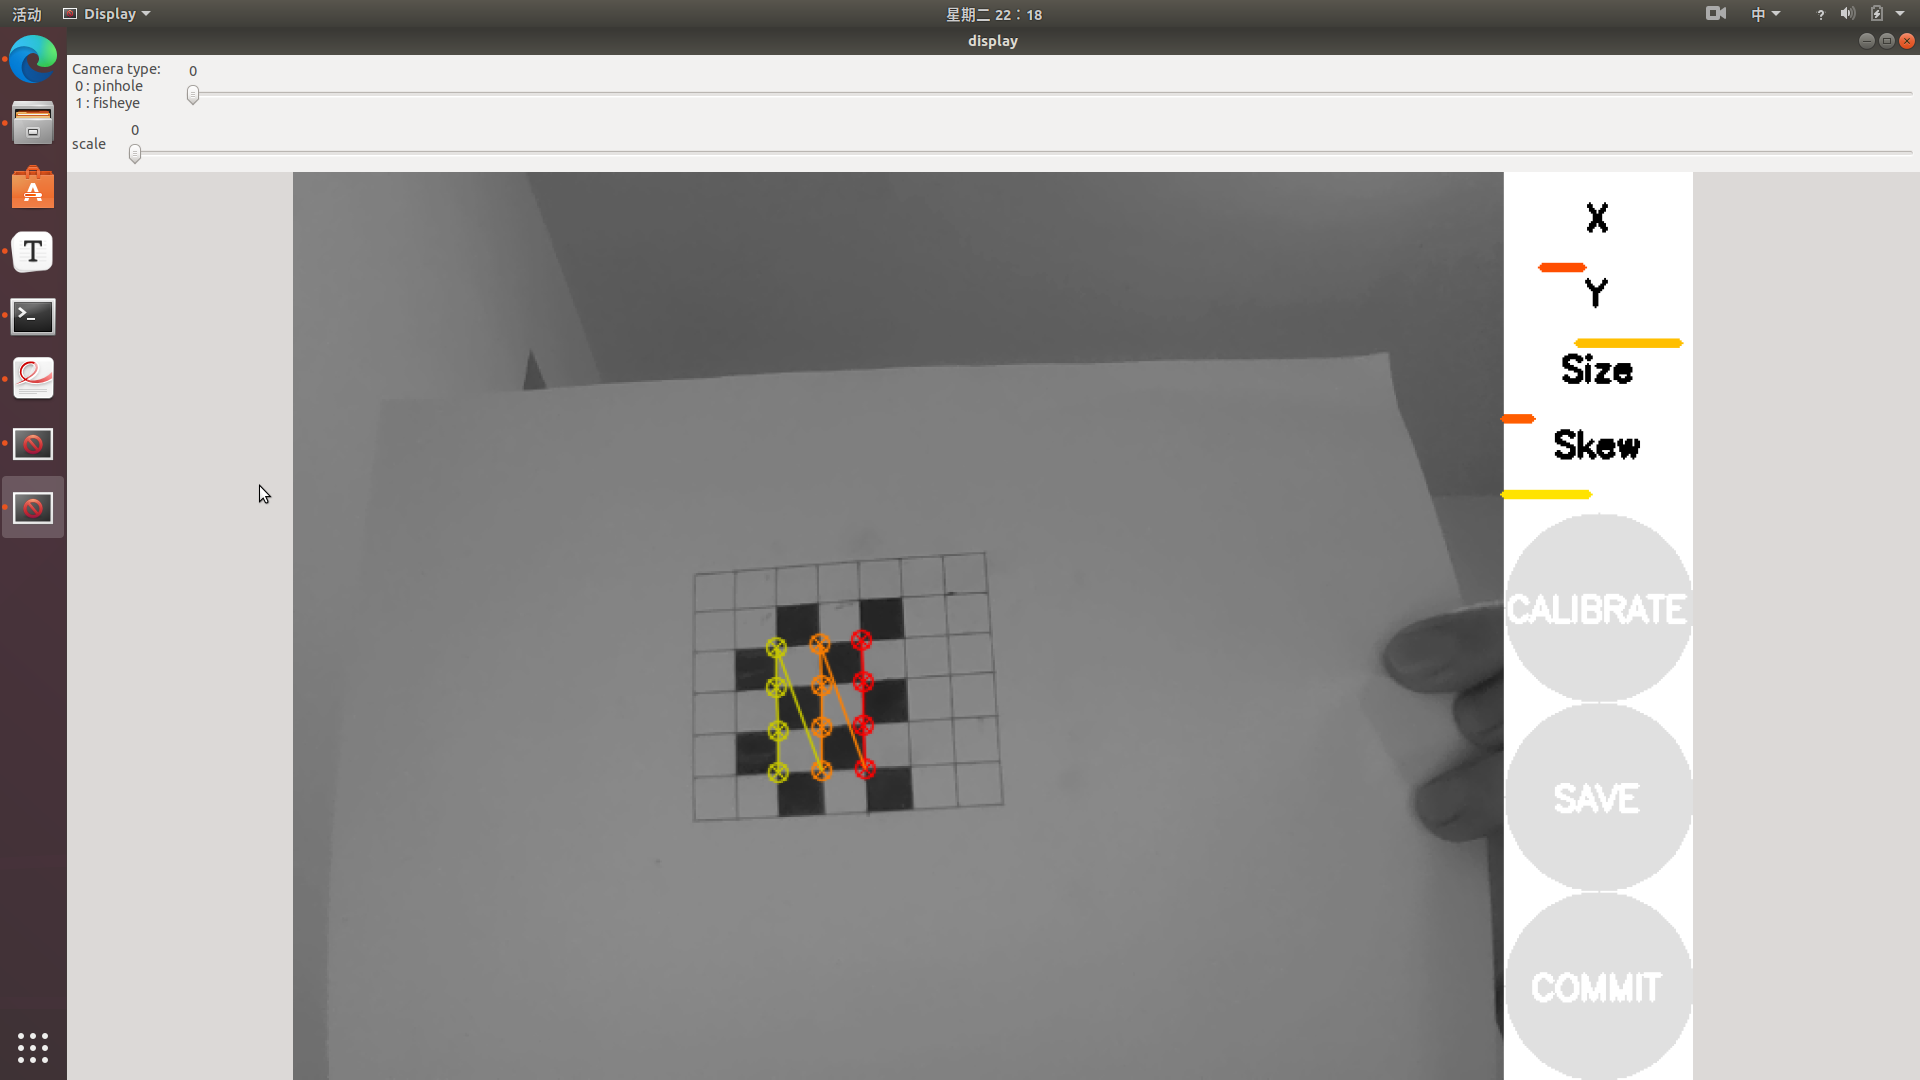 活动
Display
星期二 22：18
中
display
Camera type:
0 : pinhole
1 : fisheye
0
scale
0
X
Y
Size
Skew
CALIBRATE
SAVE
COMMIT